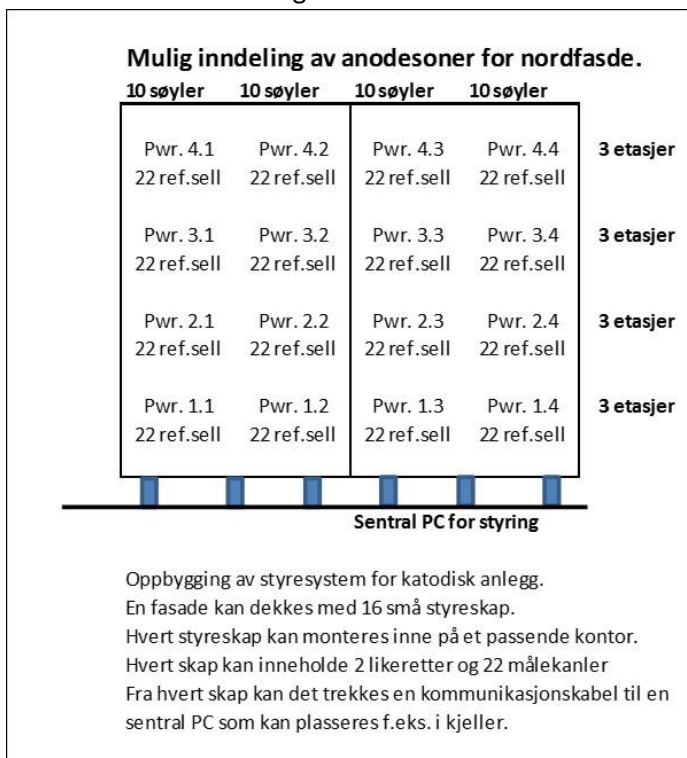 Mulig inndeling av anodesoner for nordfasde.
10 søyler 10 søyler 10 søyler 10 søyler
Pwr. 4.1 Pwr. 4.2 Pwr. 4.3 Pwr. 4.4 3 etasjer
22 ref.sell 22 ref.sell 22 ref.sell 22 ref.sell
Pwr. 3.1 Pwr. 3.2 Pwr. 3.3 Pwr. 3.4 3 etasjer
22 ref.sell 22 ref.sell 22 ref.sell 22 ref.sell
Pwr. 2.1 Pwr. 2.2 Pwr. 2.3 Pwr. 2.4 3 etasjer
22 ref.sell 22 ref.sell 22 ref.sell 22 ref.sell
Pwr. 1.1 Pwr. 1.2 Pwr. 1.3 Pwr. 1.4 3 etasjer
22 ref.sell 22 ref.sell 22 ref.sell 22 ref.sell
Sentral PC for styring
Oppbygging av styresystem for katodisk anlegg.
En fasade kan dekkes med 16 små styreskap.
Hvert styreskap kan monteres inne på et passende kontor.
Hvert skap kan inneholde 2 likeretter og 22 målekanler
Fra hvert skap kan det trekkes en kommunikasjonskabel til en
sentral PC som kan plasseres f.eks. i kjeller.